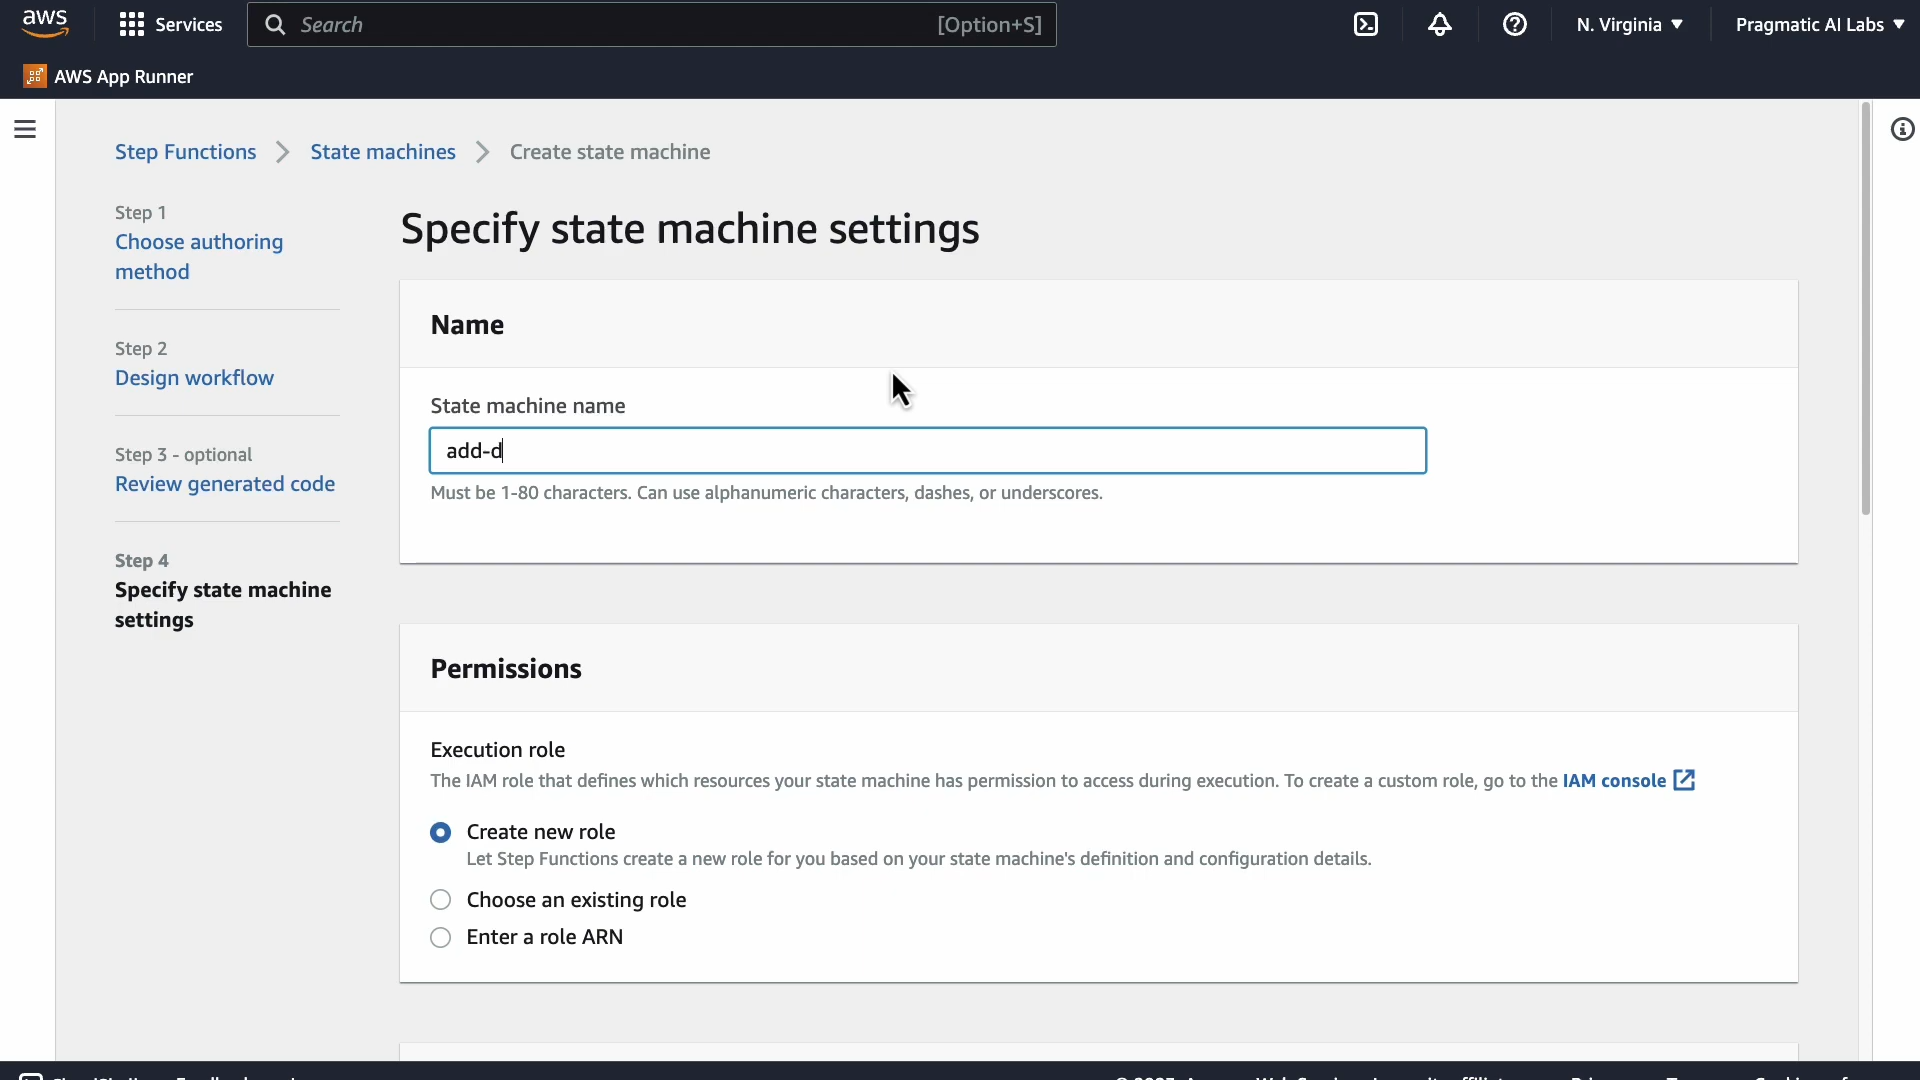 aws
Services
Search
[Option+S]
N. Virginia
Pragmatic AI Labs
AWS App Runner
Step Functions
State machines
Create state machine
Step 1
Choose authoring
method
Step 2
Design workflow
Step 3 - optional
Review generated code
Step 4
Specify state machine
settings
Specify state machine settings
Name
State machine name
add-d
Must be 1-80 characters. Can use alphanumeric characters, dashes, or underscores.
Permissions
Execution role
The IAM role that defines which resources your state machine has permission to access during execution. To create a custom role, go to the IAM console
Create new role
Let Step Functions create a new role for you based on your state machine's definition and configuration details.
Choose an existing role
Enter a role ARN